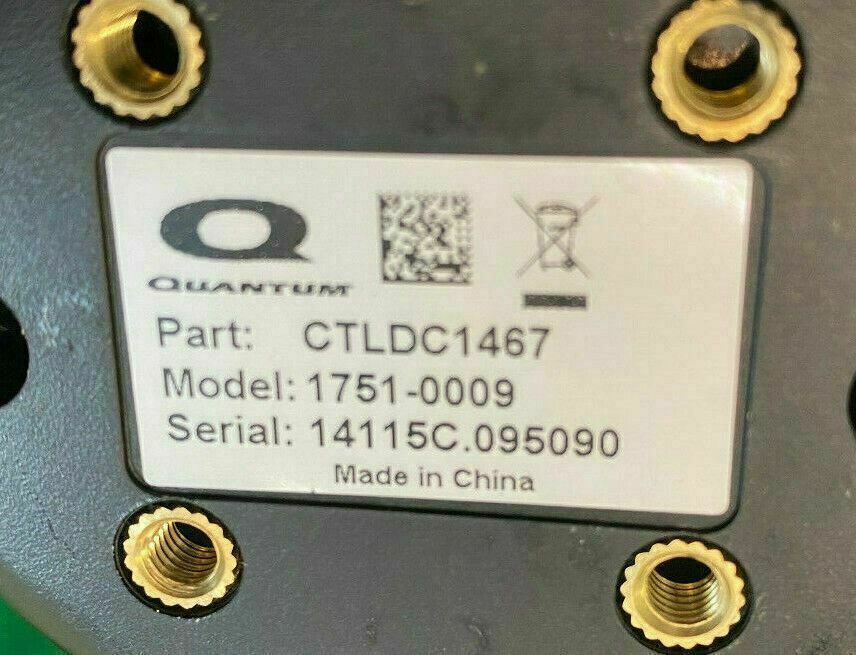 QUANTUM
Part: CTLDC1467
Model: 1751-0009
Serial: 14115C.095090
Made in China